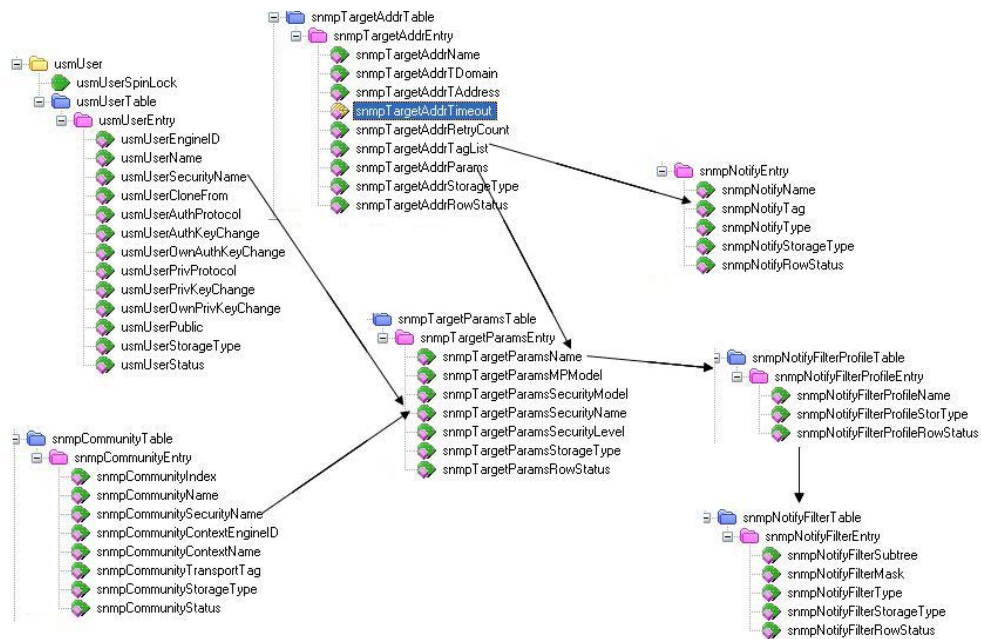 snmpTargetAddrTable
snmpTargetAddrEntry
snmpTargetAddrName
snmpTargetAddrTDomain
snmpTargetAddrTAddress
snmpTargetAddrTimeout
snmpTargetAddrRetryCount
snmpTargetAddrTagList
snmpTargetAddrParams
snmpTargetAddrStorageType
snmpTargetAddrRowStatus
usmUser
usmUserSpinLock
usmUserTable
usmUserEntry
usmUserEngineID
usmUserName
usmUserSecurityName
usmUserCloneFrom
usmUserAuthProtocol
usmUserAuthKeyChange
usmUserOwnAuthKeyChange
usmUserPrivProtocol
usmUserPrivKeyChange
usmUserOwnPrivKeyChange
usmUserPublic
usmUserStorageType
usmUserStatus
snmpNotifyEntry
snmpNotifyName
snmpNotifyTag
snmpNotifyType
snmpNotifyStorageType
snmpNotifyRowStatus
snmpTargetParamsTable
snmpTargetParamsEntry
snmpTargetParamsName
snmpTargetParamsMPModel
snmpTargetParamsSecurityModel
snmpTargetParamsSecurityName
snmpTargetParamsSecurityLevel
snmpTargetParamsStorageType
snmpTargetParamsRowStatus
snmpNotifyFilterProfileTable
snmpNotifyFilterProfileEntry
snmpNotifyFilterProfileName
snmpNotifyFilterProfileStorType
snmpNotifyFilterProfileRowStatus
snmpCommunityTable
snmpCommunityEntry
snmpCommunityIndex
snmpCommunityName
snmpCommunitySecurityName
snmpCommunityContextEngineID
snmpCommunityContextName
snmpCommunityTransportTag
snmpCommunityStorageType
snmpCommunityStatus
snmpNotifyFilterTable
snmpNotifyFilterEntry
snmpNotifyFilterSubtree
snmpNotifyFilterMask
snmpNotifyFilterType
snmpNotifyFilterStorageType
snmpNotifyFilterRowStatus